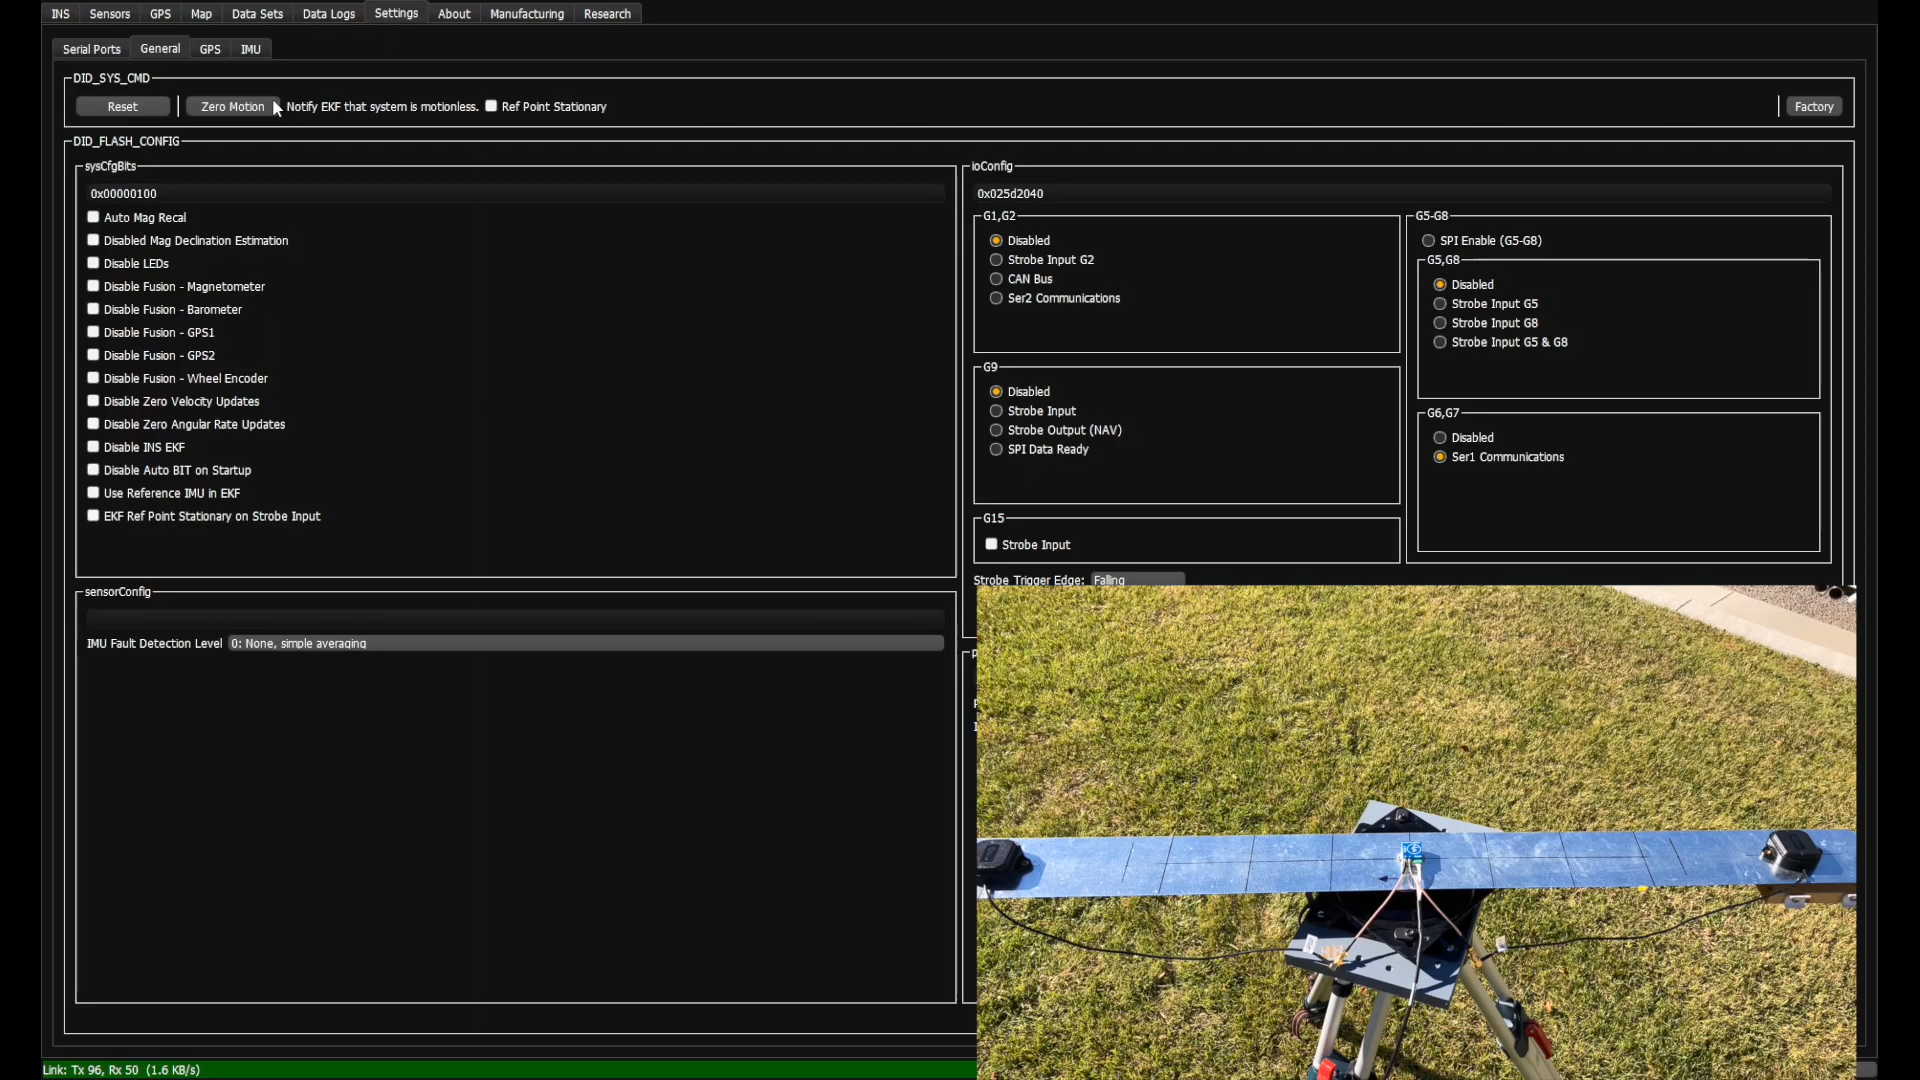 INS Sensors GPS Map Data Sets Data Logs Settings About Manufacturing Research
Serial Ports General GPS IMU
DID_SYS_CMD
Reset Zero Motion Notify EKF that system is motionless. Ref Point Stationary Factory
DID_FLASH_CONFIG
sysCfgBits
0x00000100
Auto Mag Recal
Disabled Mag Declination Estimation
Disable LEDs
Disable Fusion - Magnetometer
Disable Fusion - Barometer
Disable Fusion - GPS1
Disable Fusion - GPS2
Disable Fusion - Wheel Encoder
Disable Zero Velocity Updates
Disable Zero Angular Rate Updates
Disable INS EKF
Disable Auto BIT on Startup
Use Reference IMU in EKF
EKF Ref Point Stationary on Strobe Input
sensorConfig
IMU Fault Detection Level 0: None, simple averaging
ioConfig
0x025d2040
G1,G2
Disabled
Strobe Input G2
CAN Bus
Ser2 Communications
G9
Disabled
Strobe Input
Strobe Output (NAV)
SPI Data Ready
G15
Strobe Input
Strobe Trigger Edge: Falling
G5-G8
SPI Enable (G5-G8)
G5,G8
Disabled
Strobe Input G5
Strobe Input G8
Strobe Input G5 & G8
G6,G7
Disabled
Ser1 Communications
Link: Tx 96, Rx 50 (1.6 KB/s)